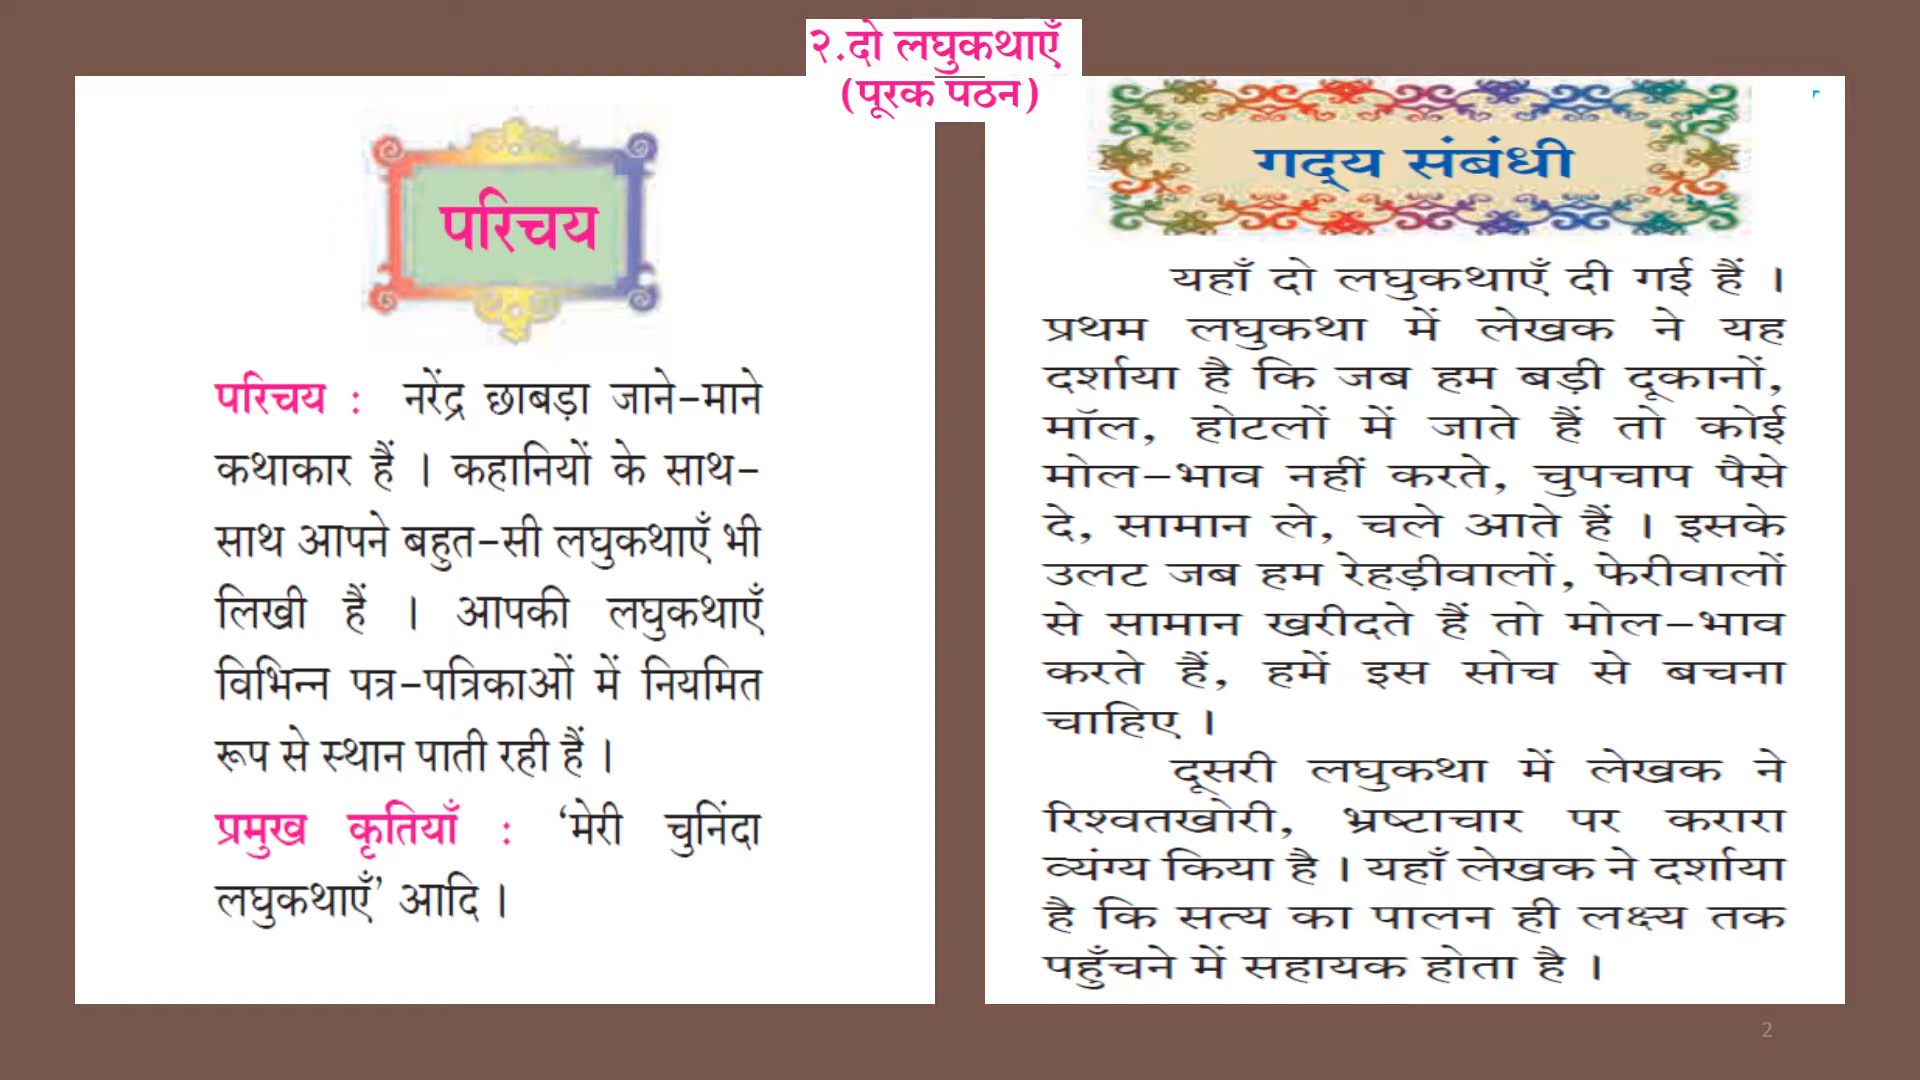 २.दो लघुकथाएँ
(पूरक पठन)
परिचय
परिचय : नरेंद्र छाबड़ा जाने-माने
कथाकार हैं । कहानियों के साथ-
साथ आपने बहुत-सी लघुकथाएँ भी
लिखी हैं । आपकी लघुकथाएँ
विभिन्न पत्र-पत्रिकाओं में नियमित
रूप से स्थान पाती रही हैं ।
प्रमुख कृतियाँ : ‘मेरी चुनिंदा
लघुकथाएँ’ आदि ।
गद्य संबंधी
यहाँ दो लघुकथाएँ दी गई हैं ।
प्रथम लघुकथा में लेखक ने यह
दर्शाया है कि जब हम बड़ी दूकानों,
मॉल, होटलों में जाते हैं तो कोई
मोल-भाव नहीं करते, चुपचाप पैसे
दे, सामान ले, चले आते हैं । इसके
उलट जब हम रेहड़ीवालों, फेरीवालों
से सामान खरीदते हैं तो मोल-भाव
करते हैं, हमें इस सोच से बचना
चाहिए ।
दूसरी लघुकथा में लेखक ने
रिश्वतखोरी, भ्रष्टाचार पर करारा
व्यंग्य किया है । यहाँ लेखक ने दर्शाया
है कि सत्य का पालन ही लक्ष्य तक
पहुँचने में सहायक होता है ।
2